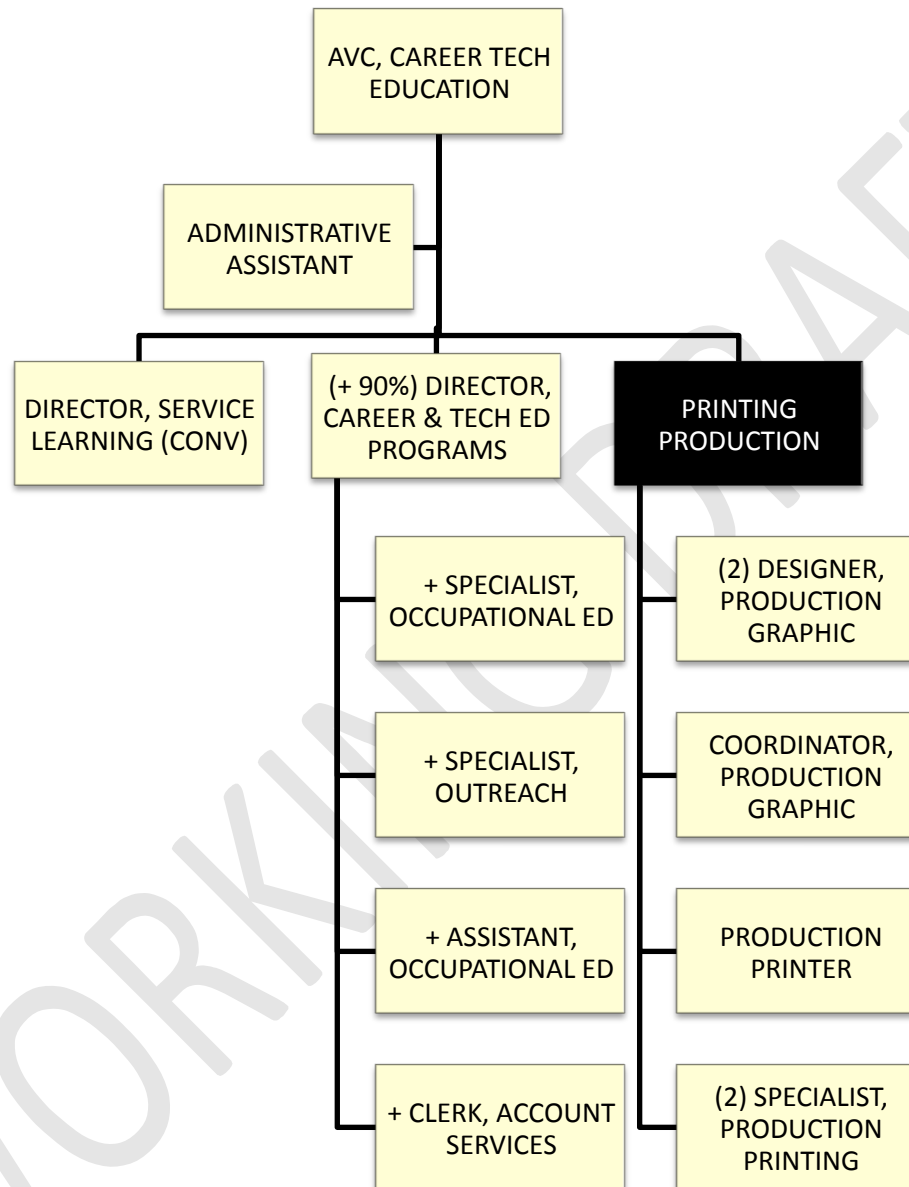 AVC, CAREER TECH
EDUCATION
ADMINISTRATIVE
ASSISTANT
DIRECTOR, SERVICE
LEARNING (CONV)
(+ 90%) DIRECTOR,
CAREER & TECH ED
PROGRAMS
PRINTING
PRODUCTION
+ SPECIALIST,
OCCUPATIONAL ED
(2) DESIGNER,
PRODUCTION
GRAPHIC
+ SPECIALIST,
OUTREACH
COORDINATOR,
PRODUCTION
GRAPHIC
+ ASSISTANT,
OCCUPATIONAL ED
PRODUCTION
PRINTER
+ CLERK, ACCOUNT
SERVICES
(2) SPECIALIST,
PRODUCTION
PRINTING
WORKING DRAFT